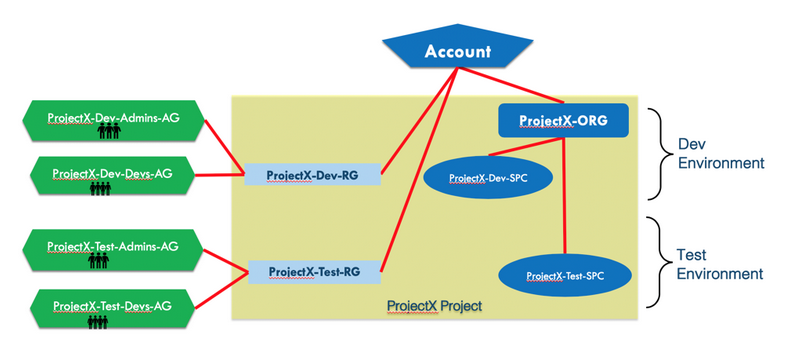 Account
ProjectX-Dev-Admins-AG
ProjectX-ORG
Dev
Environment
ProjectX-Dev-Devs-AG
ProjectX-Dev-RG
ProjectX-Dev-SPC
ProjectX-Test-Admins-AG
ProjectX-Test-RG
ProjectX-Test-SPC
Test
Environment
ProjectX-Test-Devs-AG
ProjectX Project